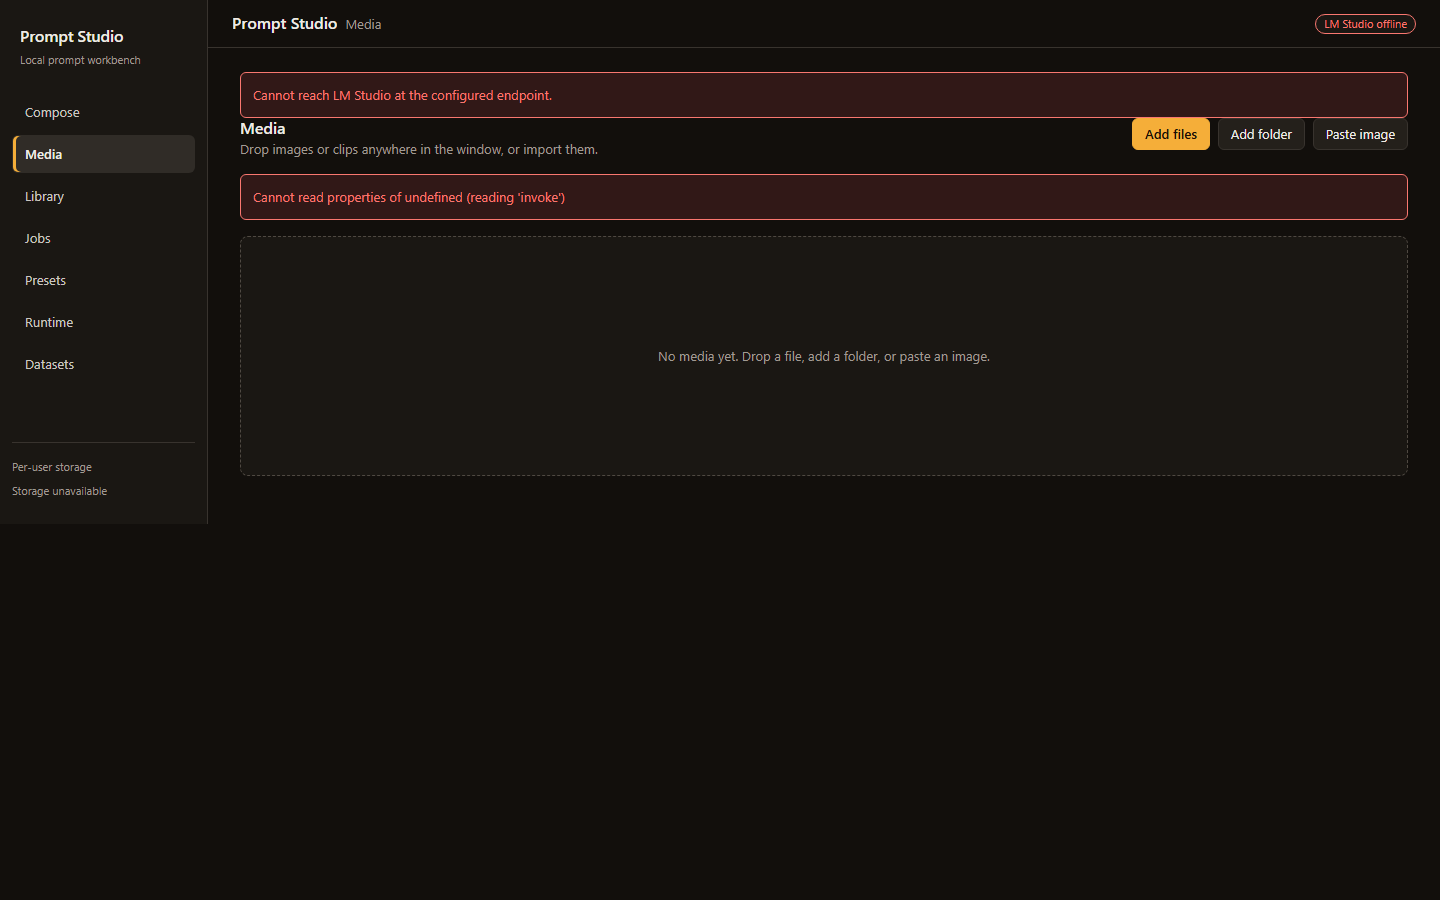 Prompt Studio
Local prompt workbench
Compose
Media
Library
Jobs
Presets
Runtime
Datasets
Per-user storage
Storage unavailable
Prompt Studio Media
LM Studio offline
Cannot reach LM Studio at the configured endpoint.
Media
Drop images or clips anywhere in the window, or import them.
Add files
Add folder
Paste image
Cannot read properties of undefined (reading 'invoke')
No media yet. Drop a file, add a folder, or paste an image.